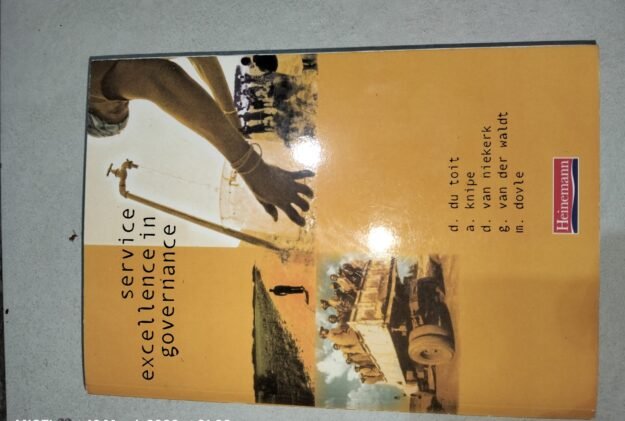 service
excellence in
governance
d. du toit
a. knipe
d. van niekerk
g. van der waldt
m. doyle
Heinemann